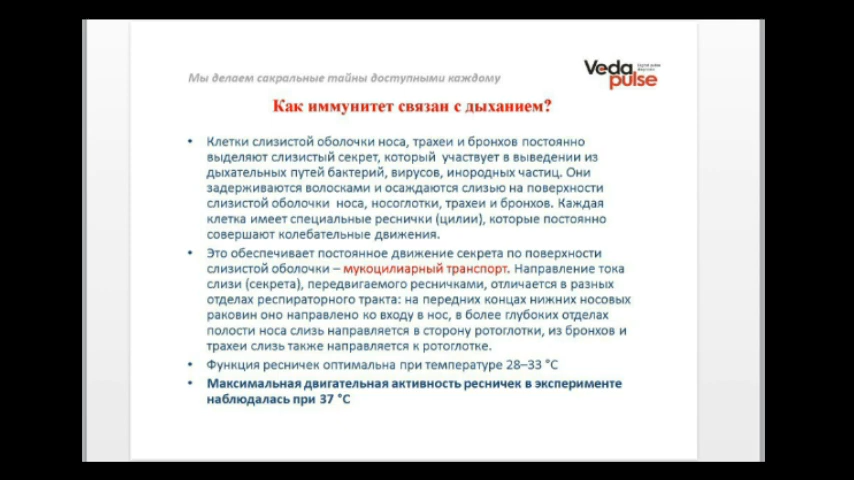 Мы делаем сакральные тайны доступными каждому
Veda
pulse
Как иммунитет связан с дыханием?
• Клетки слизистой оболочки носа, трахеи и бронхов постоянно
выделяют слизистый секрет, который участвует в выведении из
дыхательных путей бактерий, вирусов, инородных частиц. Они
задерживаются волосками и осаждаются слизью на поверхности
слизистой оболочки носа, носоглотки, трахеи и бронхов. Каждая
клетка имеет специальные реснички (цилии), которые постоянно
совершают колебательные движения.
• Это обеспечивает постоянное движение секрета по поверхности
слизистой оболочки – мукоцилиарный транспорт. Направление тока
слизи (секрета), передвигаемого ресничками, отличается в разных
отделах респираторного тракта: на передних концах нижних носовых
раковин оно направлено ко входу в нос, в более глубоких отделах
полости носа слизь направляется в сторону ротоглотки, из бронхов и
трахеи слизь также направляется к ротоглотке.
• Функция ресничек оптимальна при температуре 28–33 °С
• Максимальная двигательная активность ресничек в эксперименте
наблюдалась при 37 °С